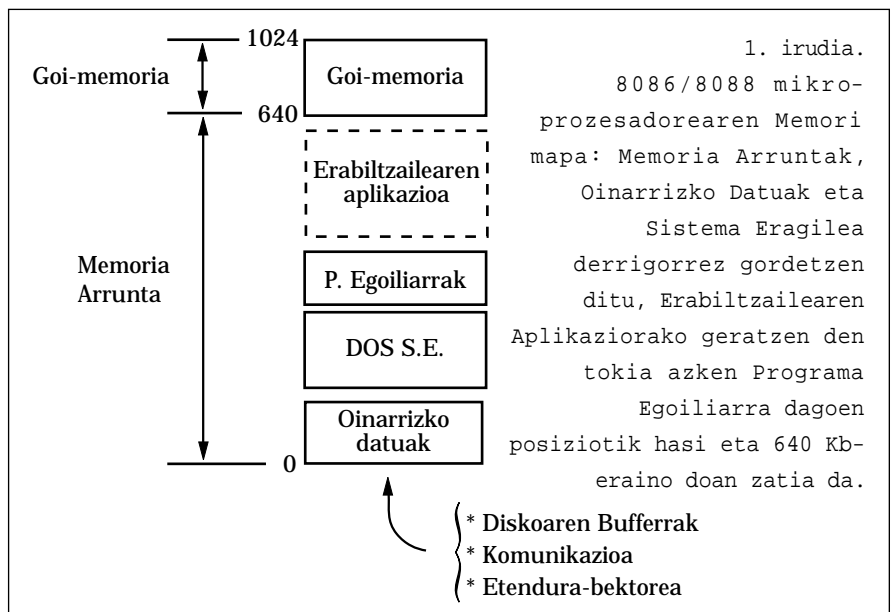 1024
Goi-memoria
Goi-memoria
640
Erabiltzailearen
aplikazioa
Memoria
Arrunta
P. Egoiliarrak
DOS S.E.
Oinarrizko
datuak
0
* Diskoaren Bufferrak
* Komunikazioa
* Etendura-bektorea
1. irudia.
8086/8088 mikro-
prozesadorearen Memori
mapa: Memoria Arruntak,
Oinarrizko Datuak eta
Sistema Eragilea
derrigorrez gordetzen
ditu, Erabiltzailearen
Aplikaziorako geratzen den
tokia azken Programa
Egoiliarra dagoen
posiziotik hasi eta 640 Kb-
eraino doan zatia da.